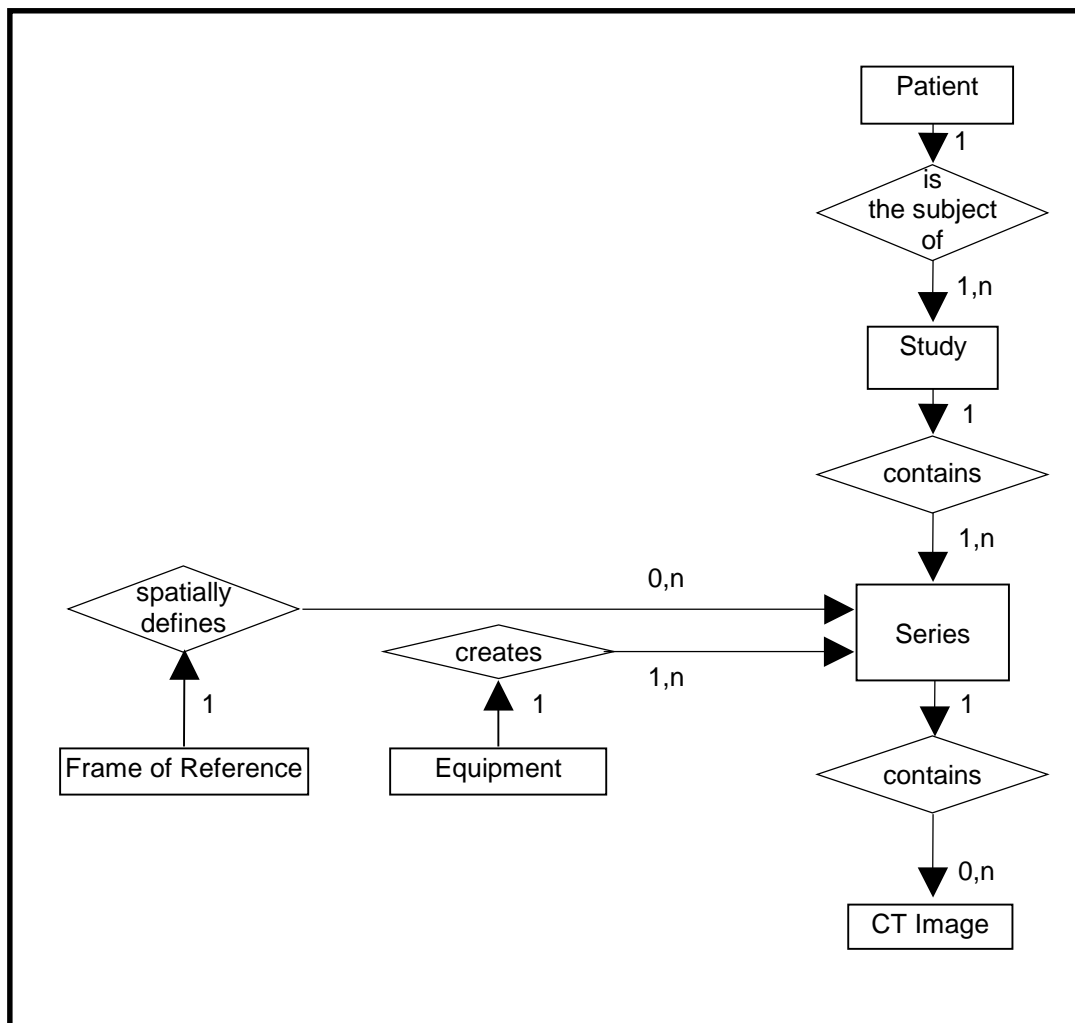 Patient
1
is
the subject
of
1,n
Study
1
contains
1,n
spatially
defines
0,n
Series
creates
1,n
1
1
1
Frame of Reference
Equipment
contains
0,n
CT Image